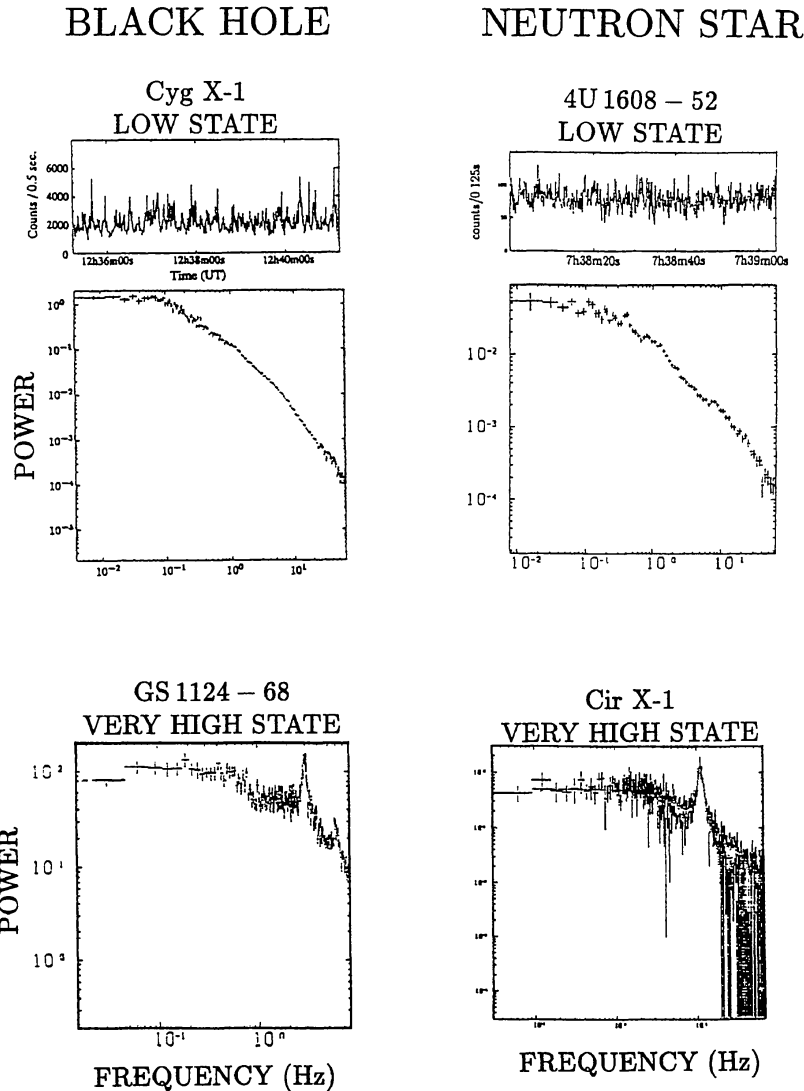 BLACK HOLE
NEUTRON STAR
Cyg X-1
LOW STATE
4U 1608 – 52
LOW STATE
Counts / 0.5 sec.
6000
4000
2000
0
12h36m00s 12h38m00s 12h40m00s
Time (UT)
counts/0.125s
0
7h38m20s 7h38m40s 7h39m00s
POWER
10⁰
10⁻¹
10⁻²
10⁻³
10⁻⁴
10⁻² 10⁻¹ 10⁰ 10¹
10⁻²
10⁻³
10⁻⁴
10⁻² 10⁻¹ 10⁰ 10¹
GS 1124 – 68
VERY HIGH STATE
Cir X-1
VERY HIGH STATE
POWER
10¹
10⁻¹ 10⁰
FREQUENCY (Hz)
FREQUENCY (Hz)